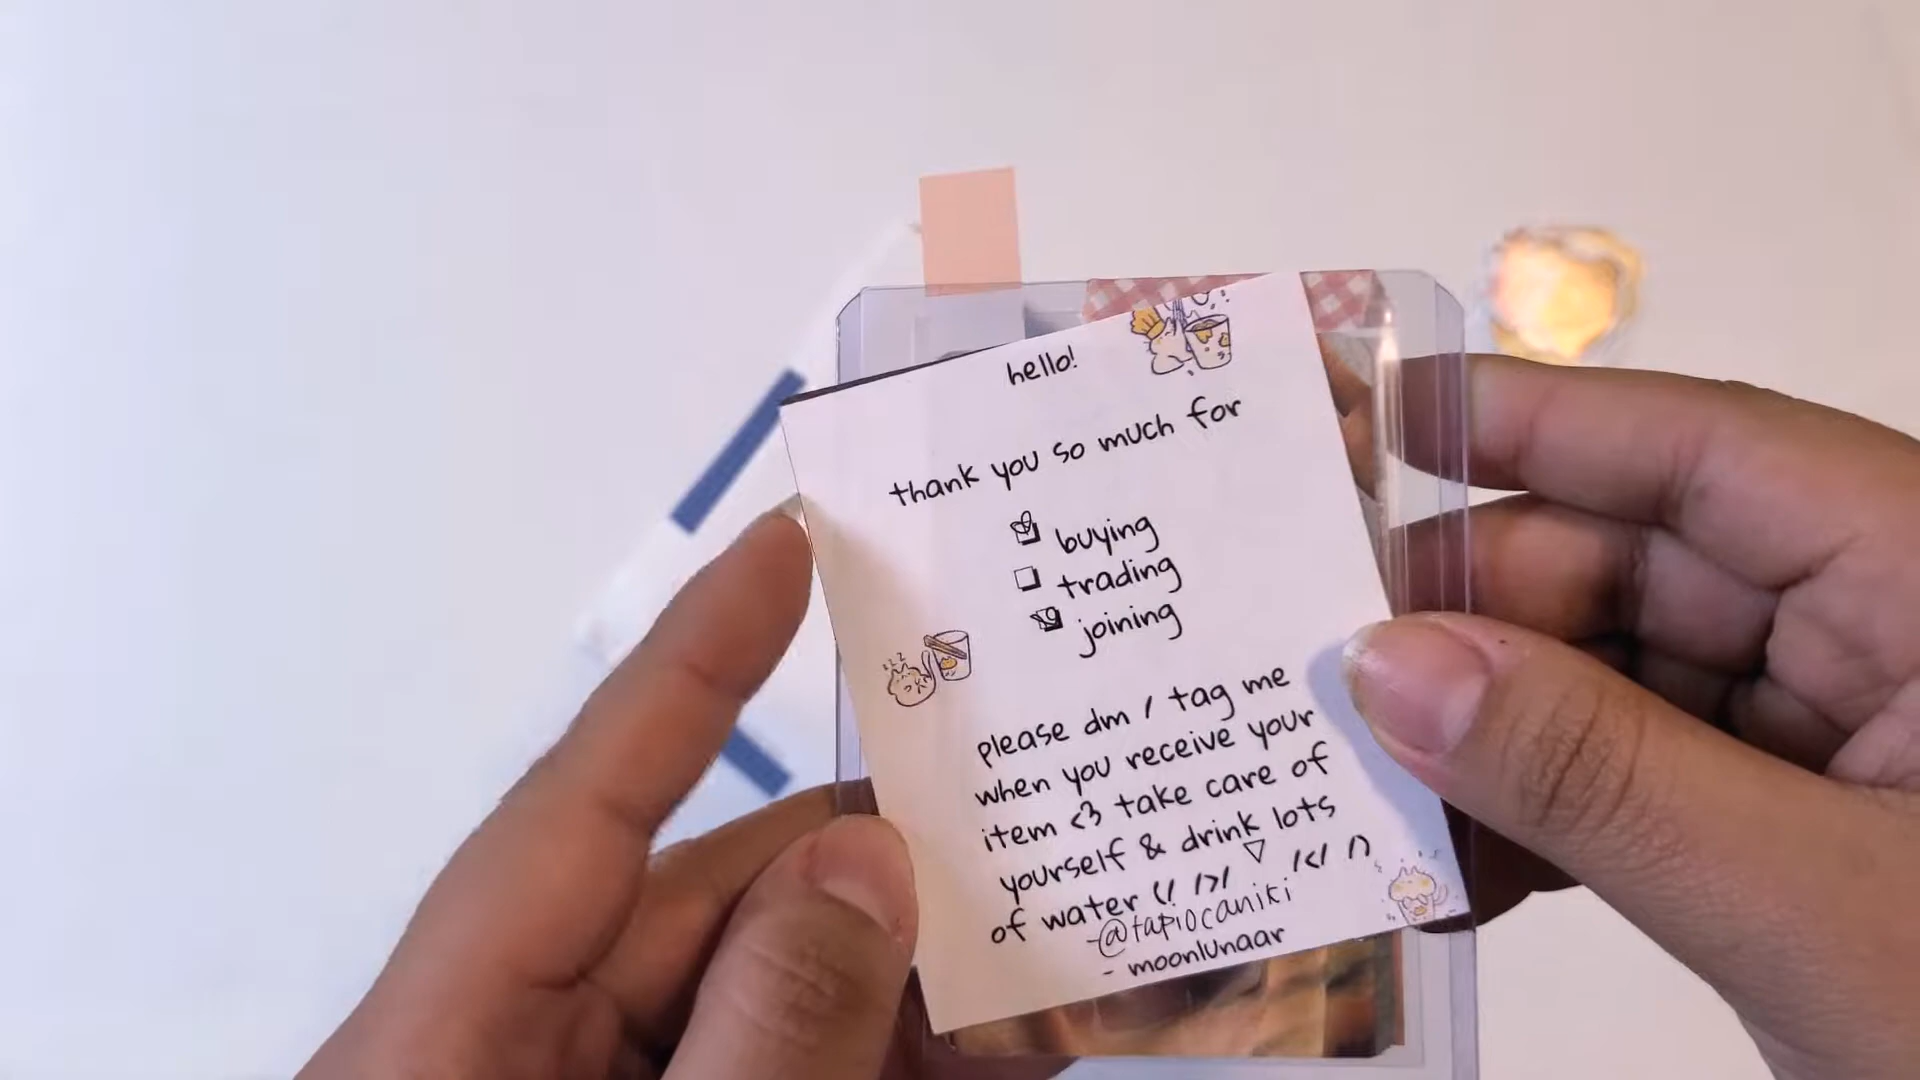 hello!
thank you so much for
buying
trading
joining
zzz
please dm / tag me
when you receive your
item <3 take care of
yourself & drink lots
of water (/ />/ ▽ /</ /)
-@tapiocaniki
- moonlunaar